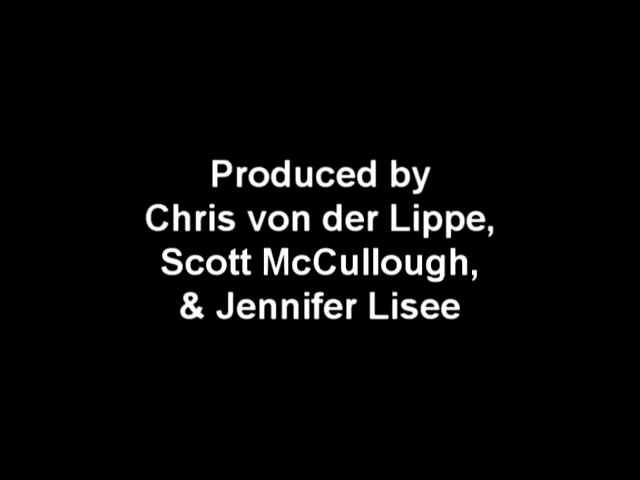 Produced by
Chris von der Lippe,
Scott McCullough,
& Jennifer Lisee